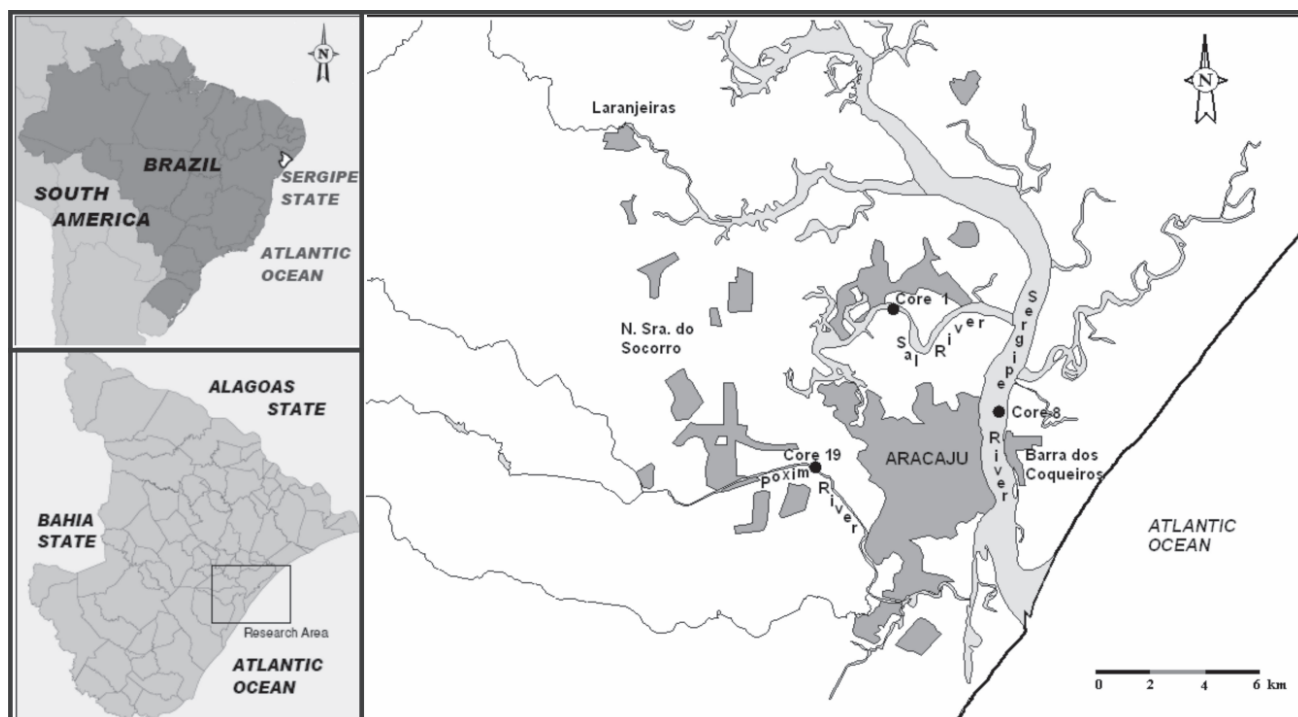 N
BRAZIL
SOUTH
AMERICA
SERGIPE
STATE
ATLANTIC
OCEAN
ALAGOAS
STATE
BAHIA
STATE
Research Area
ATLANTIC
OCEAN
N
Laranjeiras
Core 1
Sal River
Sergipe River
N. Sra. do
Socorro
Core 8
Core 19
Poxim River
ARACAJU
Barra dos
Coqueiros
ATLANTIC
OCEAN
0 2 4 6 km